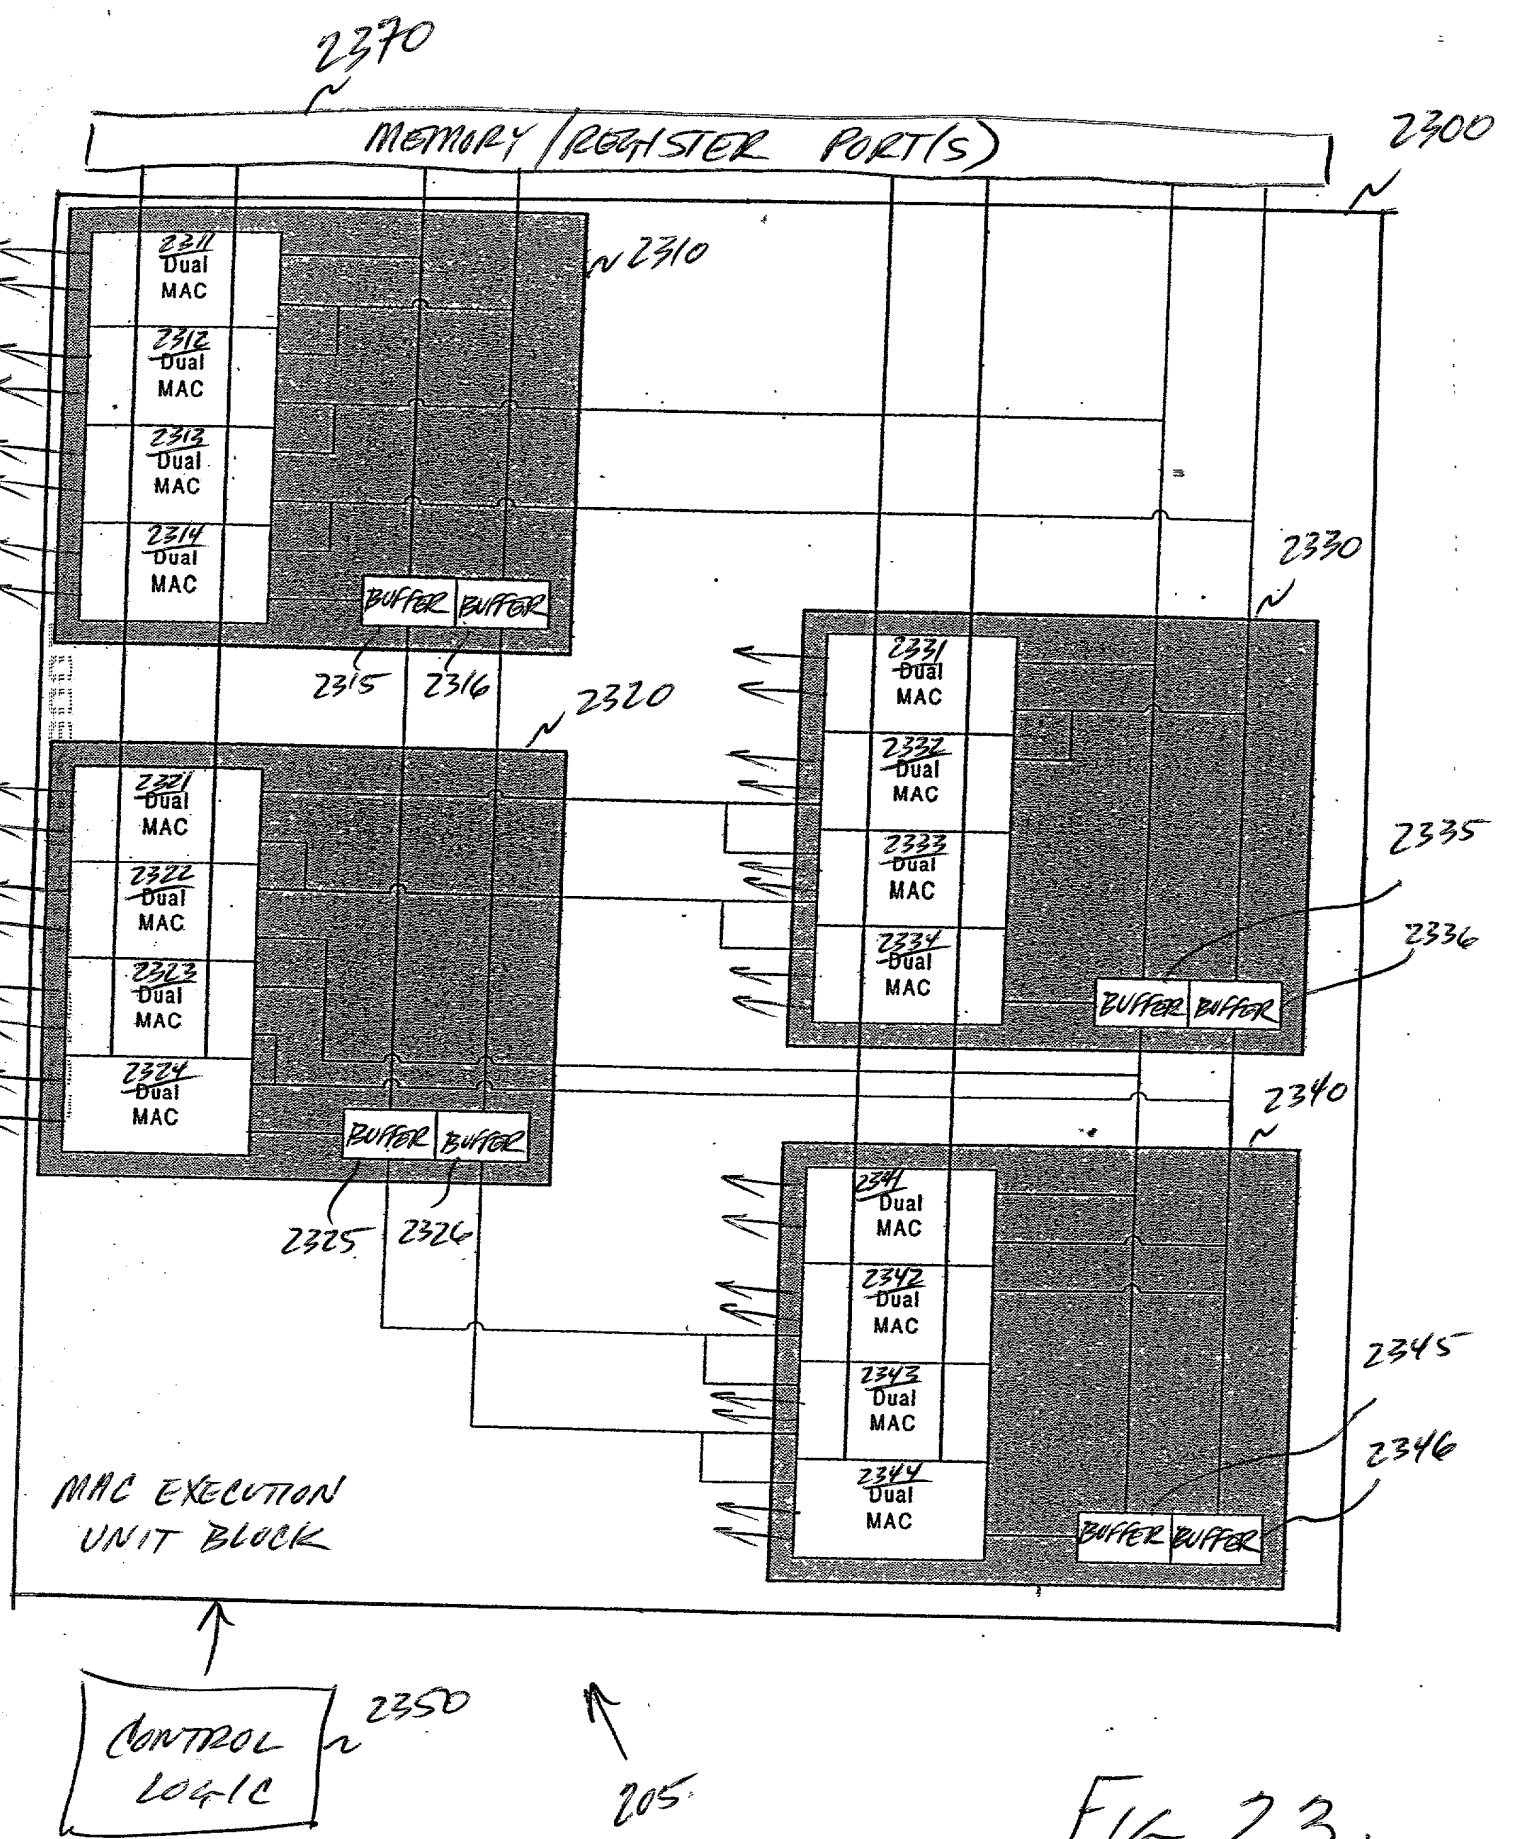 2370
MEMORY/REGISTER PORT(S)
2300
2311
Dual
MAC
2310
2312
Dual
MAC
2313
Dual
MAC
2314
Dual
MAC
BUFFER BUFFER
2315 2316
2330
2331
Dual
MAC
2332
Dual
MAC
2333
Dual
MAC
2334
Dual
MAC
BUFFER BUFFER
2335
2336
2320
2321
Dual
MAC
2322
Dual
MAC
2323
Dual
MAC
2324
Dual
MAC
BUFFER BUFFER
2325 2326
2340
2341
Dual
MAC
2342
Dual
MAC
2343
Dual
MAC
2344
Dual
MAC
BUFFER BUFFER
2345
2346
MAC EXECUTION
UNIT BLOCK
CONTROL
LOGIC
2350
205
FIG. 23